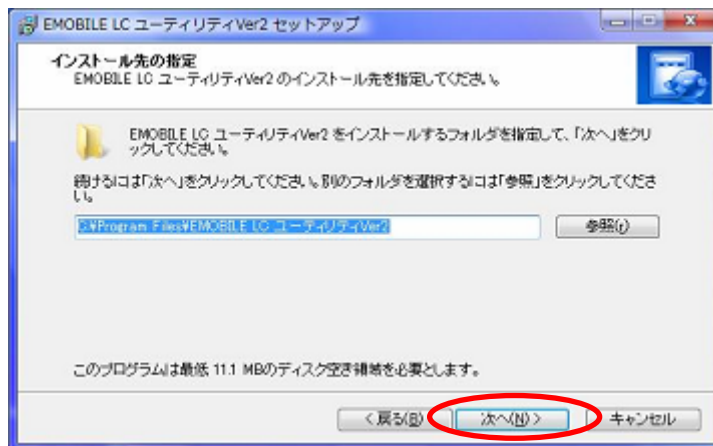 EMOBILE LC ユーティリティVer2 セットアップ
インストール先の指定
EMOBILE LC ユーティリティVer2 のインストール先を指定してください。
EMOBILE LC ユーティリティVer2 をインストールするフォルダを指定して、「次へ」をクリ
ックしてください。
続けるには「次へ」をクリックしてください。別のフォルダを選択するには「参照」をクリックしてくださ
い。
C:¥Program Files¥EMOBILE LC ユーティリティVer2
参照(r)
このプログラムは最低 11.1 MBのディスク空き領域を必要とします。
< 戻る(B)
次へ(N) >
キャンセル